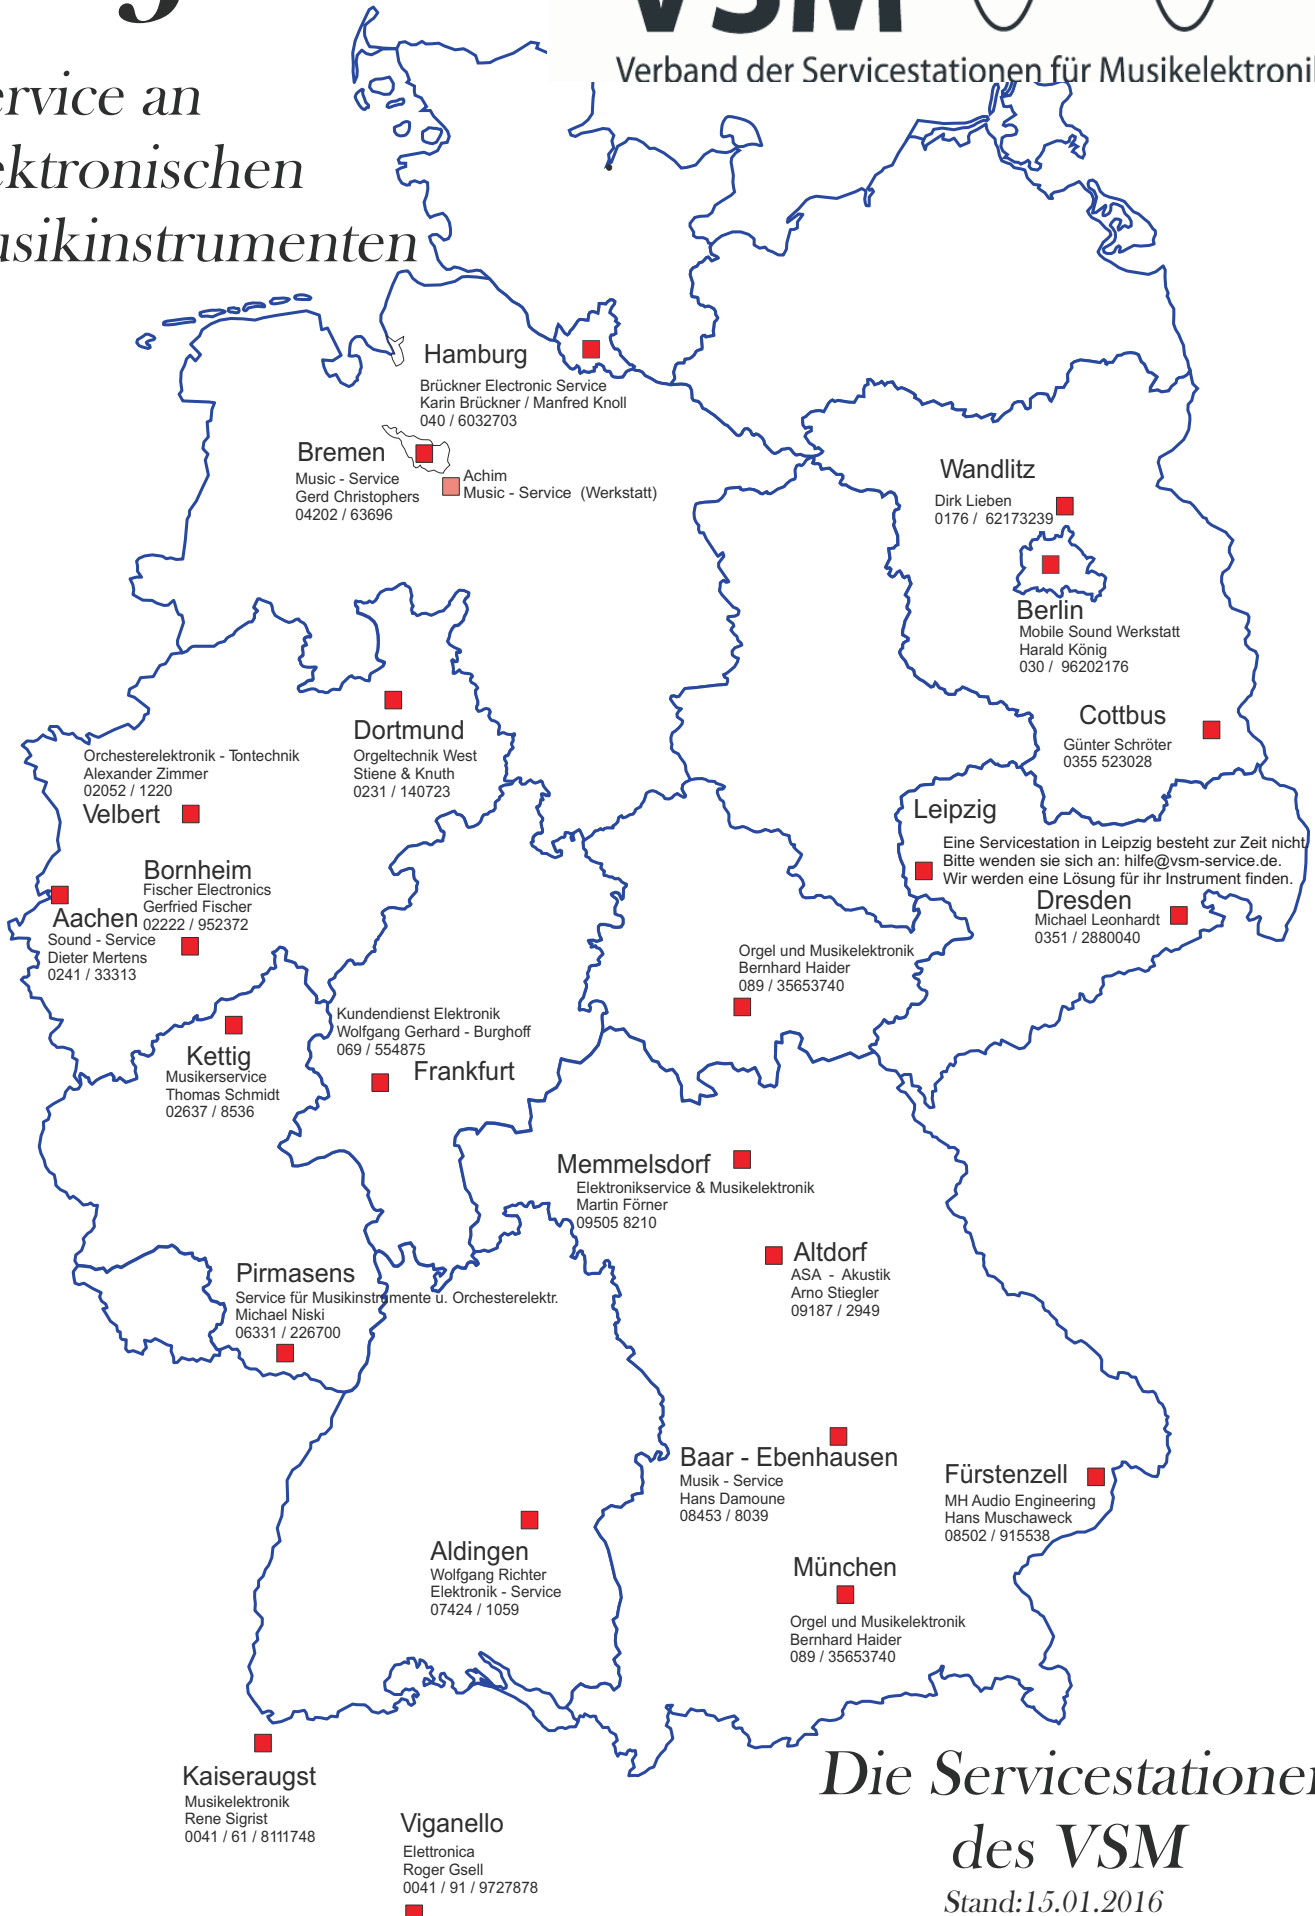 VSM
Verband der Servicestationen für Musikelektroni
ervice an
ektronischen
usikinstrumenten
Hamburg
Brückner Electronic Service
Karin Brückner / Manfred Knoll
040 / 6032703
Bremen
Music - Service
Gerd Christophers
04202 / 63696
Achim
Music - Service (Werkstatt)
Wandlitz
Dirk Lieben
0176 / 62173239
Berlin
Mobile Sound Werkstatt
Harald König
030 / 96202176
Cottbus
Günter Schröter
0355 523028
Dortmund
Orgeltechnik West
Stiene & Knuth
0231 / 140723
Orchesterelektronik - Tontechnik
Alexander Zimmer
02052 / 1220
Velbert
Leipzig
Eine Servicestation in Leipzig besteht zur Zeit nicht.
Bitte wenden sie sich an: hilfe@vsm-service.de.
Wir werden eine Lösung für ihr Instrument finden.
Bornheim
Fischer Electronics
Gerfried Fischer
02222 / 952372
Aachen
Sound - Service
Dieter Mertens
0241 / 33313
Dresden
Michael Leonhardt
0351 / 2880040
Orgel und Musikelektronik
Bernhard Haider
089 / 35653740
Kundendienst Elektronik
Wolfgang Gerhard - Burghoff
069 / 554875
Frankfurt
Kettig
Musikerservice
Thomas Schmidt
02637 / 8536
Memmelsdorf
Elektronikservice & Musikelektronik
Martin Förner
09505 8210
Altdorf
ASA - Akustik
Arno Stiegler
09187 / 2949
Pirmasens
Service für Musikinstrumente u. Orchesterelektr.
Michael Niski
06331 / 226700
Baar - Ebenhausen
Musik - Service
Hans Damoune
08453 / 8039
Fürstenzell
MH Audio Engineering
Hans Muschaweck
08502 / 915538
Aldingen
Wolfgang Richter
Elektronik - Service
07424 / 1059
München
Orgel und Musikelektronik
Bernhard Haider
089 / 35653740
Kaiseraugst
Musikelektronik
Rene Sigrist
0041 / 61 / 8111748
Viganello
Elettronica
Roger Gsell
0041 / 91 / 9727878
Die Servicestationen
des VSM
Stand:15.01.2016